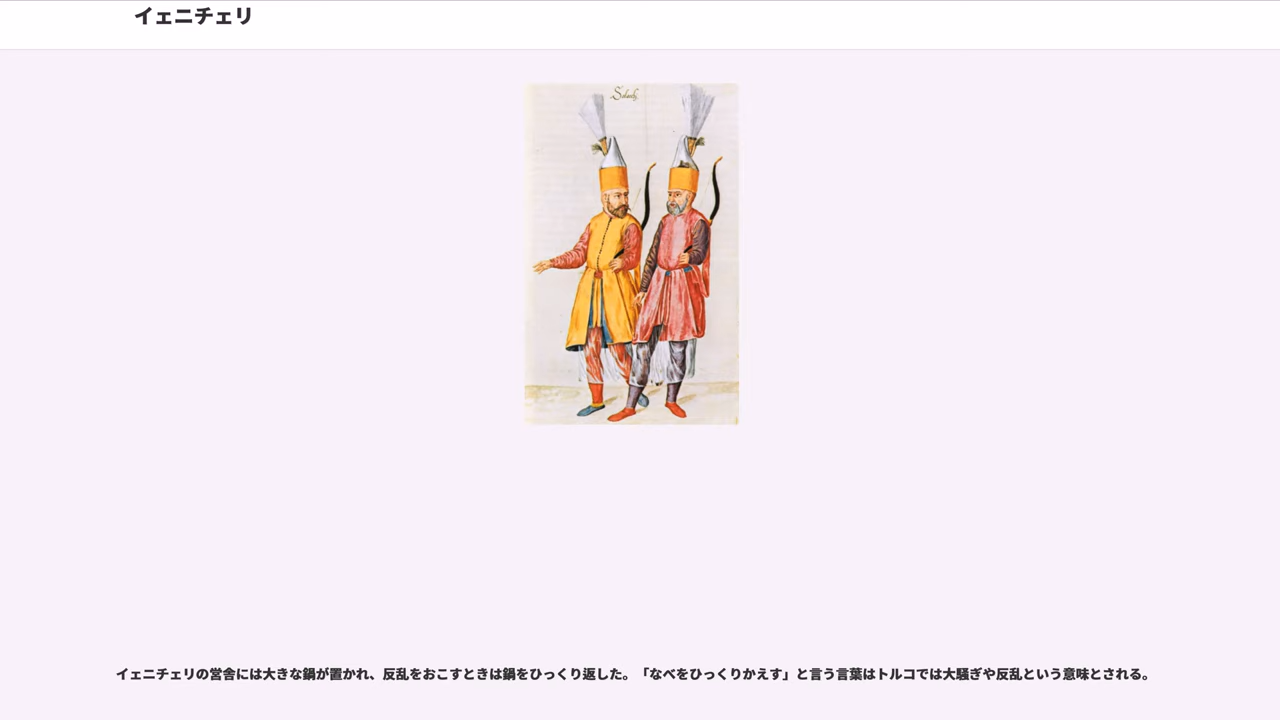 イェニチェリ
イェニチェリの営舎には大きな鍋が置かれ、反乱をおこすときは鍋をひっくり返した。「なべをひっくりかえす」と言う言葉はトルコでは大騒ぎや反乱という意味とされる。